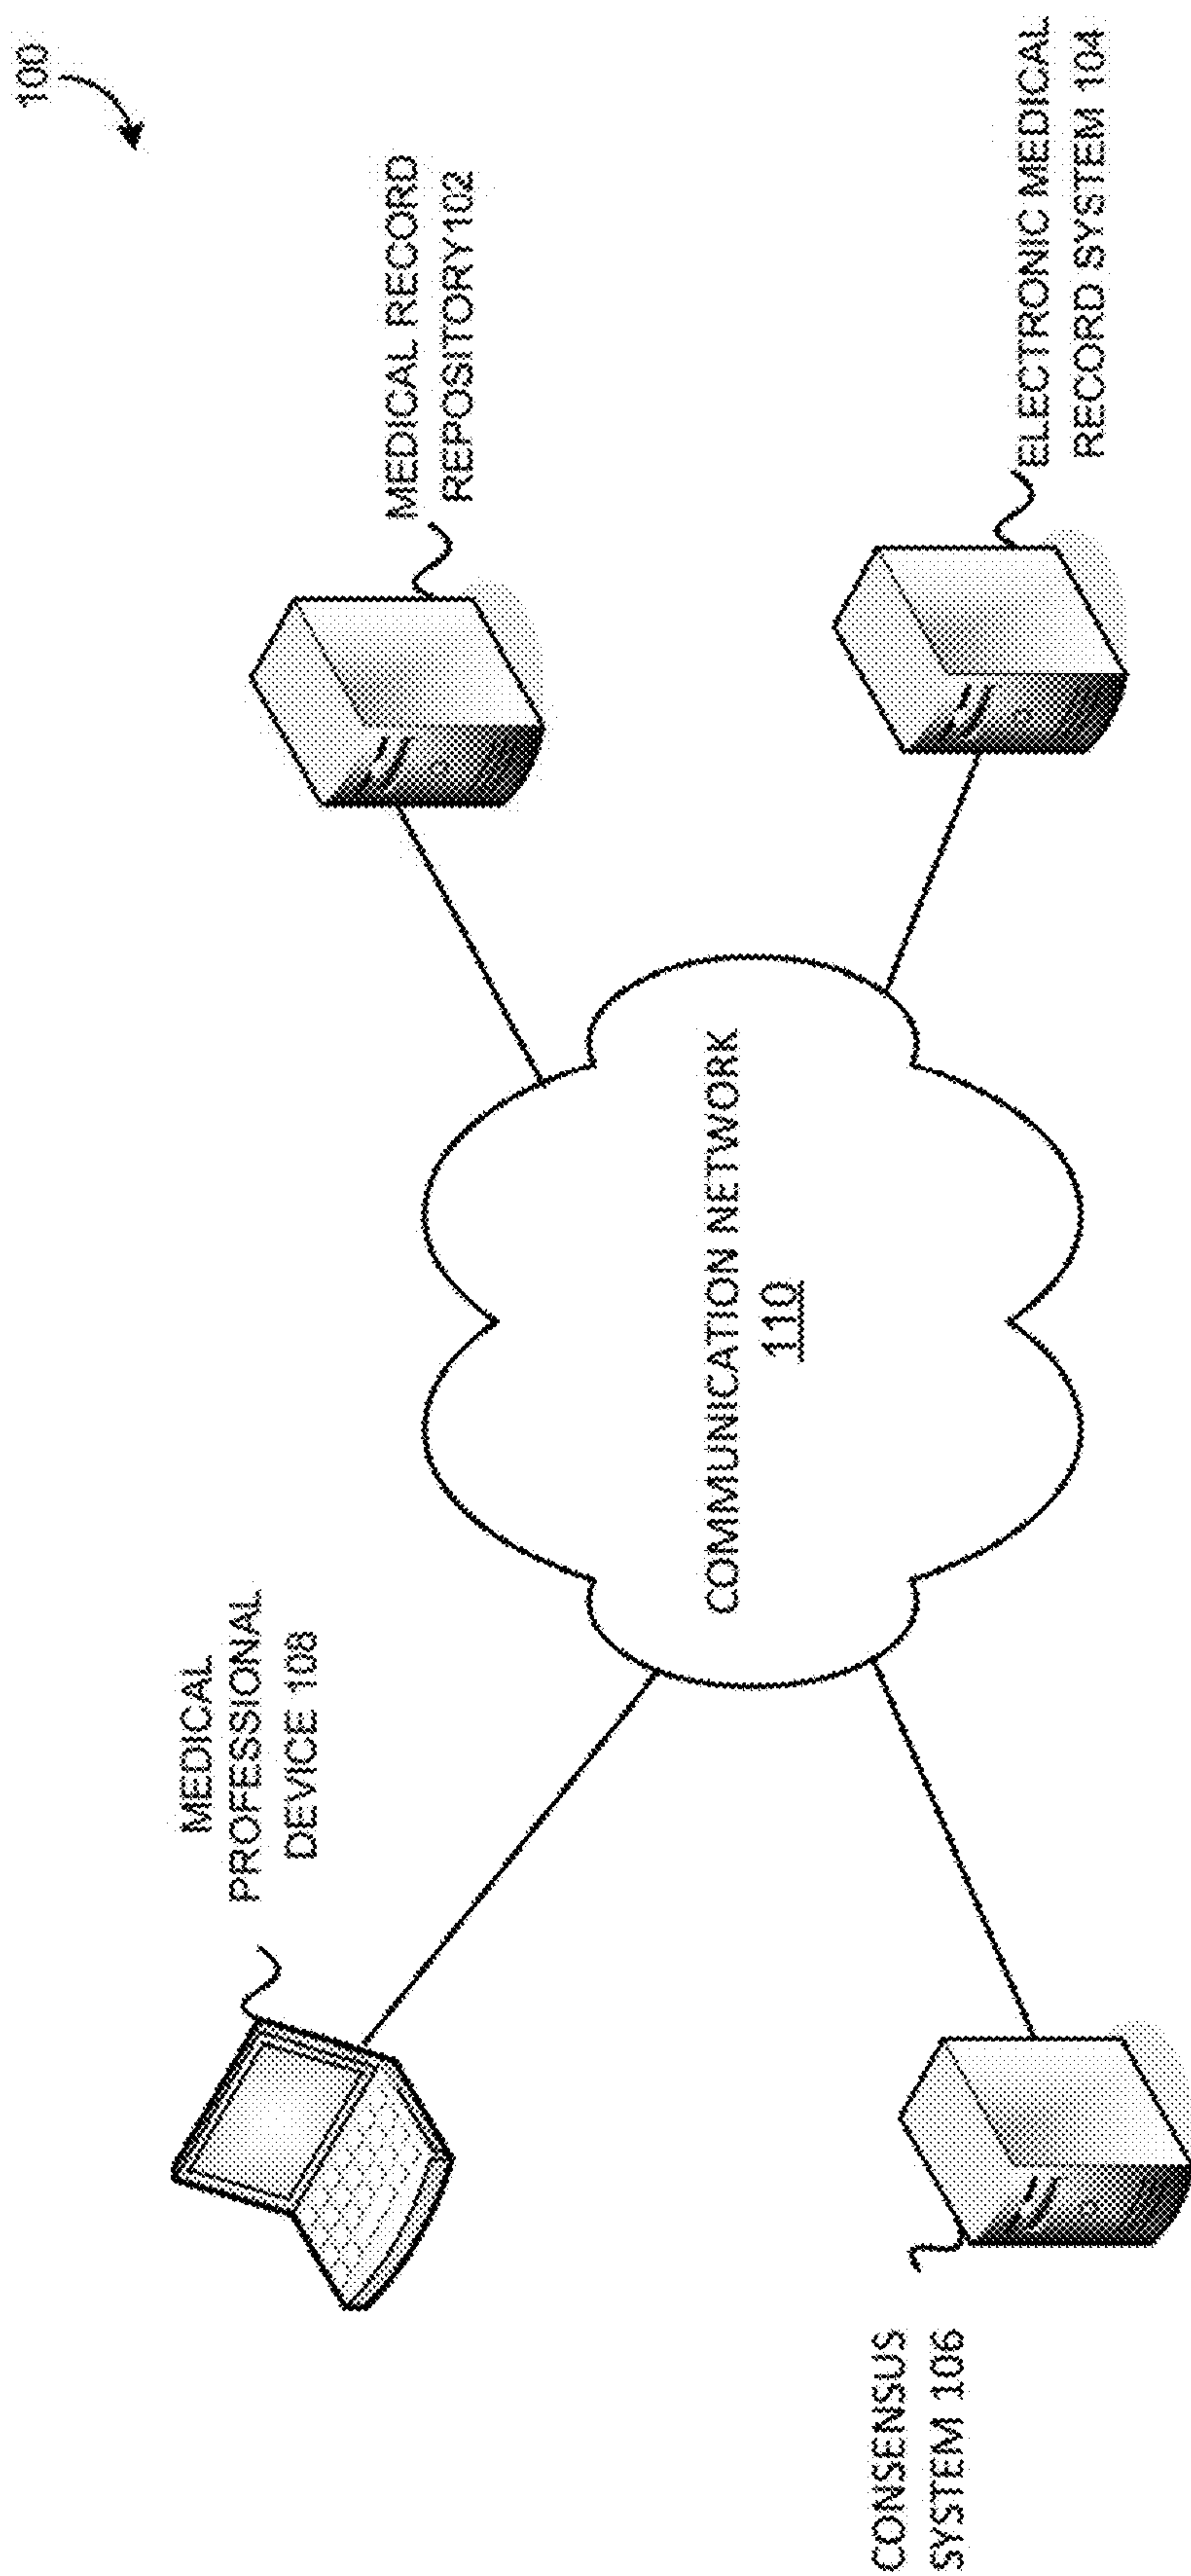 100
MEDICAL
PROFESSIONAL
DEVICE 108
MEDICAL RECORD
REPOSITORY102
COMMUNICATION NETWORK
110
CONSENSUS
SYSTEM 106
ELECTRONIC MEDICAL
RECORD SYSTEM 104